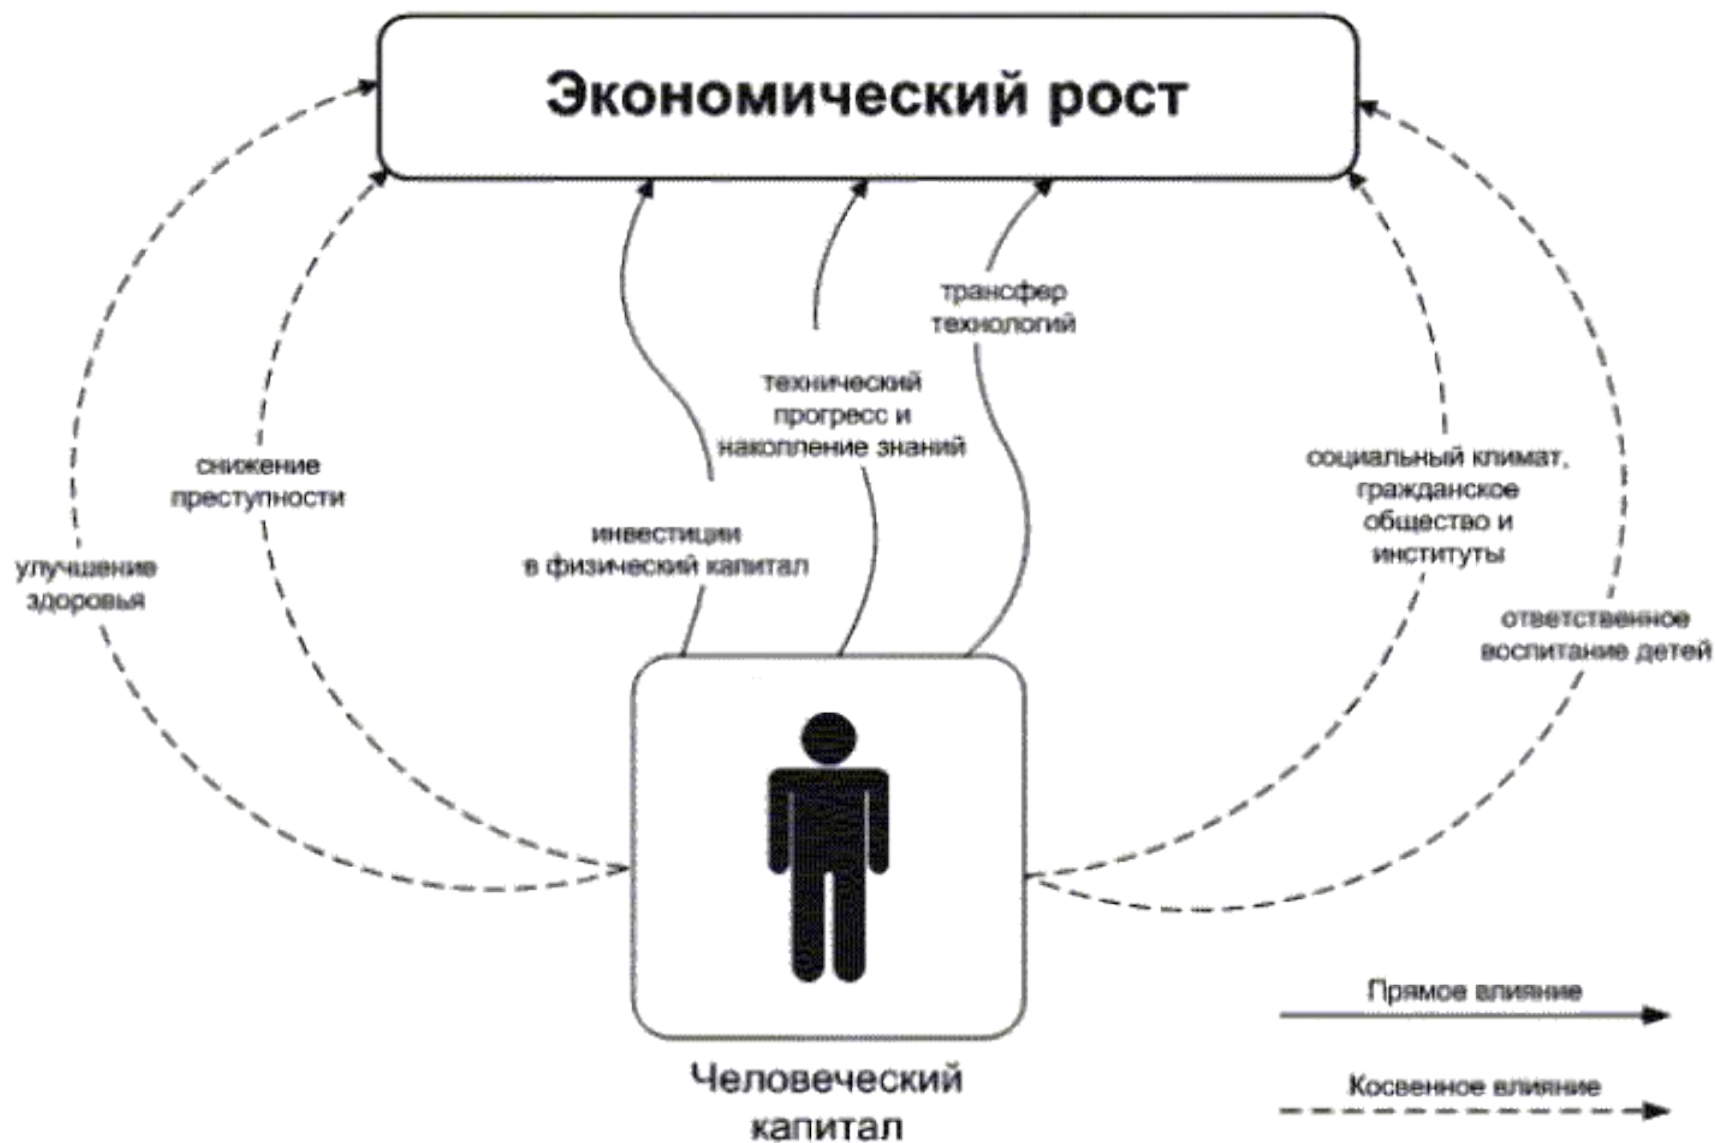 Экономический рост
трансфер
технологий
технический
прогресс и
накопление знаний
снижение
преступности
социальный климат,
гражданское
общество и
институты
инвестиции
в физический капитал
улучшение
здоровья
ответственное
воспитание детей
Прямое влияние
Человеческий
капитал
Косвенное влияние